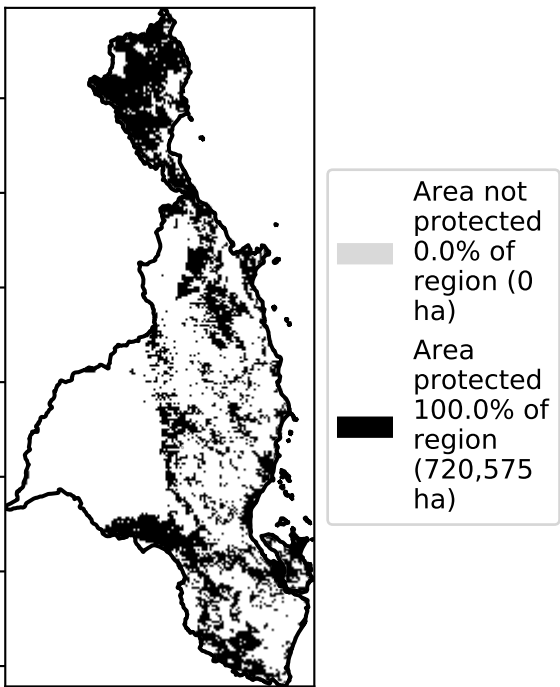 Area not
protected
0.0% of
region (0
ha)
Area
protected
100.0% of
region
(720,575
ha)